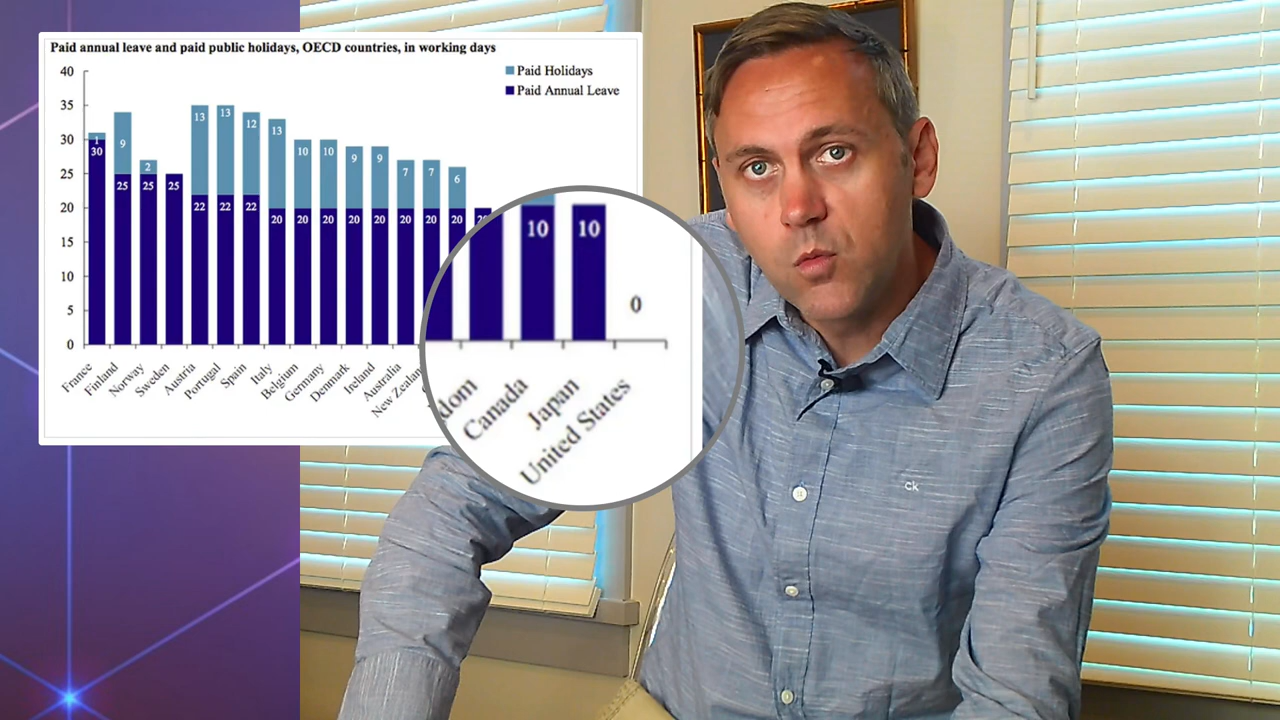 Paid annual leave and paid public holidays, OECD countries, in working days
Paid Holidays
Paid Annual Leave
40
35
30
25
20
15
10
5
0
1
30
9
25
2
25
25
13
22
13
22
12
22
13
20
10
20
10
20
9
20
9
20
7
20
7
20
6
20
10
10
0
France
Finland
Norway
Sweden
Austria
Portugal
Spain
Italy
Belgium
Germany
Denmark
Ireland
Australia
New Zealan
dom
Canada
Japan
United States
ck